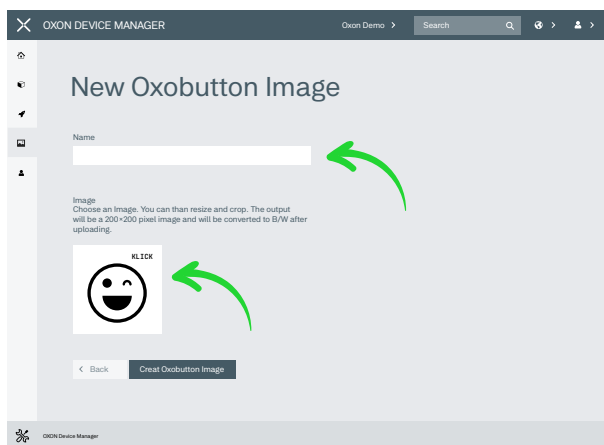 OXON DEVICE MANAGER
Oxon Demo
Search
New Oxobutton Image
Name
Image
Choose an Image. You can than resize and crop. The output
will be a 200×200 pixel image and will be converted to B/W after
uploading.
KLICK
Back
Creat Oxobutton Image
OXON Device Manager